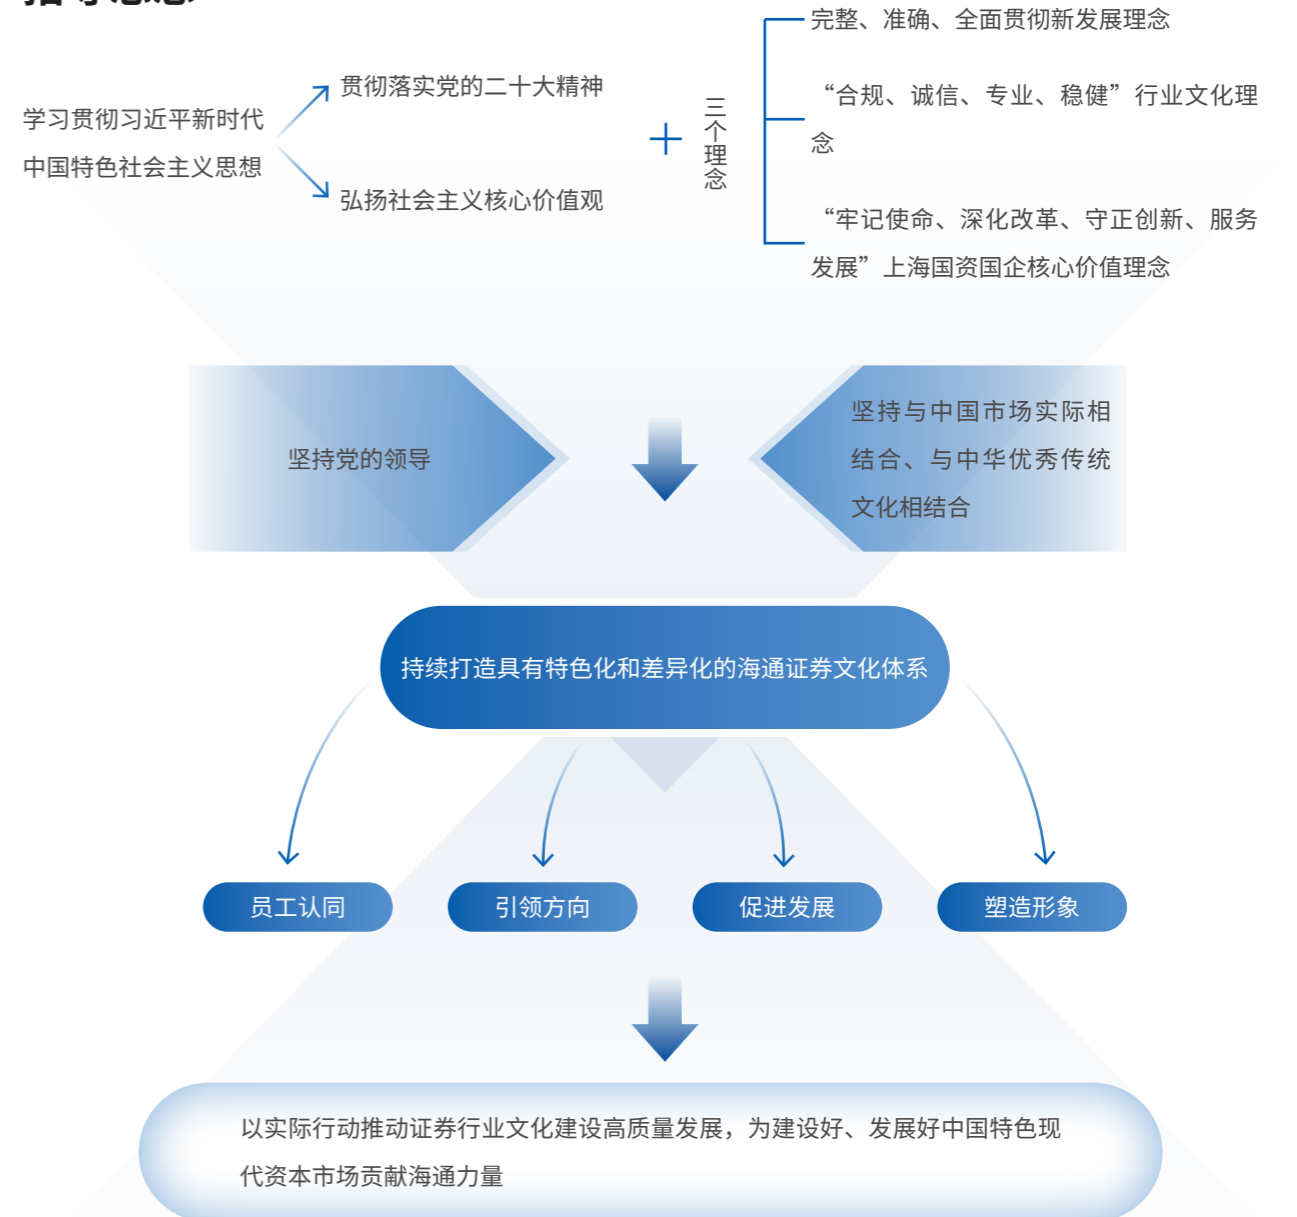 学习贯彻习近平新时代
中国特色社会主义思想
贯彻落实党的二十大精神
弘扬社会主义核心价值观
三个理念
完整、准确、全面贯彻新发展理念
“合规、诚信、专业、稳健”行业文化理
念
“牢记使命、深化改革、守正创新、服务
发展”上海国资国企核心价值理念
坚持党的领导
坚持与中国市场实际相
结合、与中华优秀传统
文化相结合
持续打造具有特色化和差异化的海通证券文化体系
员工认同
引领方向
促进发展
塑造形象
以实际行动推动证券行业文化建设高质量发展，为建设好、发展好中国特色现
代资本市场贡献海通力量